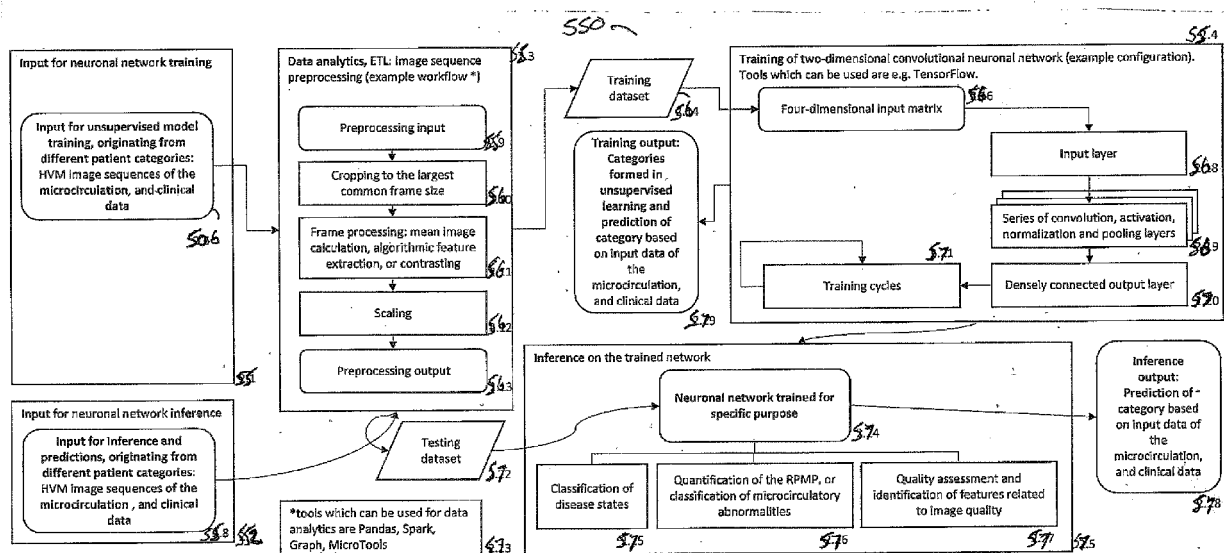 550
Input for neuronal network training
Input for unsupervised model
training, originating from
different patient categories:
HVM image sequences of the
microcirculation, and clinical
data
Data analytics, ETL: Image sequence
preprocessing (example workflow *)
Preprocessing input
Cropping to the largest
common frame size
Frame processing: mean image
calculation, algorithmic feature
extraction, or contrasting
Scaling
Preprocessing output
Training
dataset
Training output:
Categories
formed in
unsupervised
learning and
prediction of
category based
on input data of
the
microcirculation,
and clinical data
Training of two-dimensional convolutional neuronal network (example configuration).
Tools which can be used are e.g. TensorFlow.
Four-dimensional input matrix
Input layer
Series of convolution, activation,
normalization and pooling layers
Densely connected output layer
Training cycles
Input for neuronal network inference
Input for inference and
predictions, originating from
different patient categories:
HVM image sequences of the
microcirculation , and clinical
data
Testing
dataset
*tools which can be used for data
analytics are Pandas, Spark,
Graph, MicroTools
Inference on the trained network
Neuronal network trained for
specific purpose
Classification of
disease states
Quantification of the RPMP, or
classification of microcirculatory
abnormalities
Quality assessment and
identification of features related
to image quality
Inference
output:
Prediction of
category based
on input data of
the
microcirculation,
and clinical data